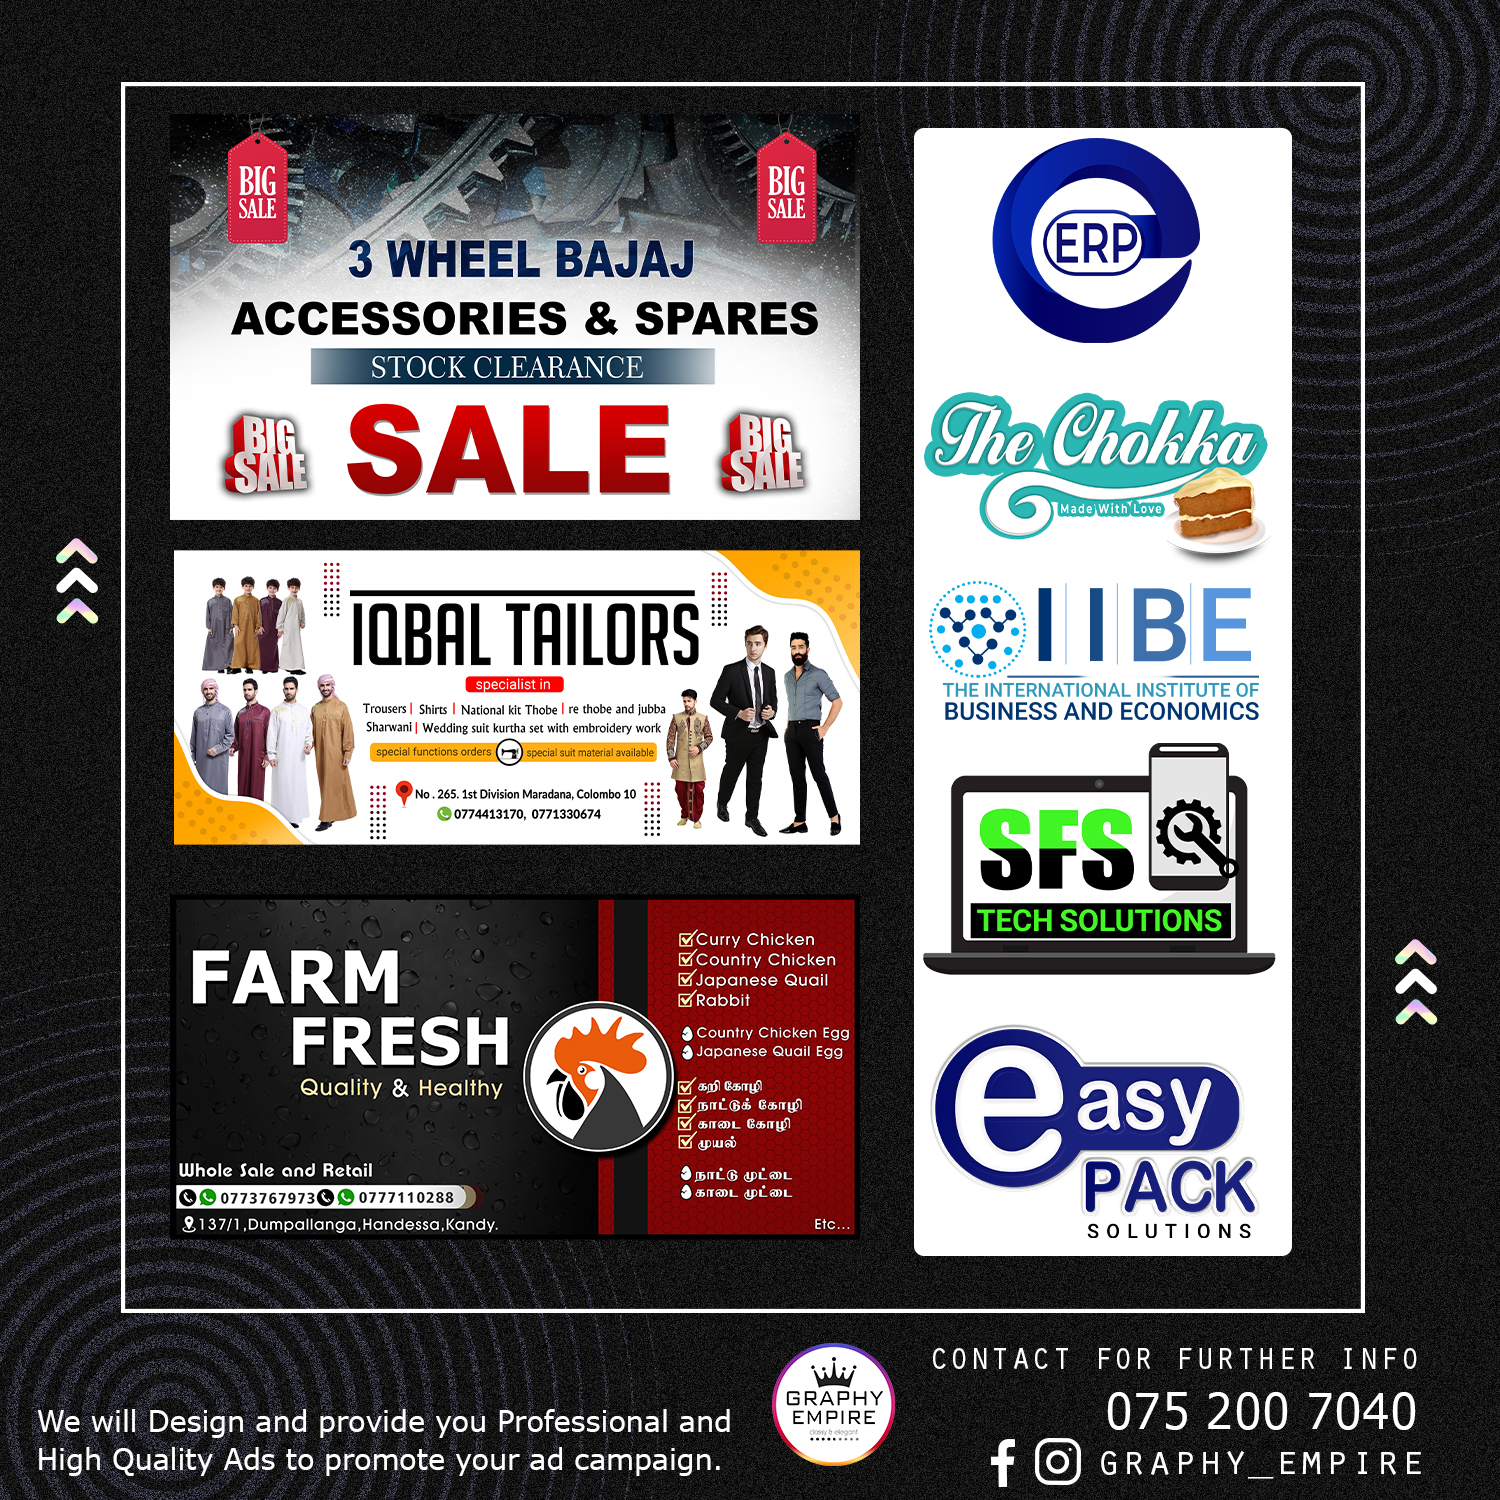 BIG
SALE
BIG
SALE
3 WHEEL BAJAJ
ACCESSORIES & SPARES
STOCK CLEARANCE
BIG
SALE
SALE
BIG
SALE
IQBAL TAILORS
specialist in
Trousers | Shirts | National kit Thobe | re thobe and jubba
Sharwani | Wedding suit kurtha set with embroidery work
special functions orders special suit material available
No . 265. 1st Division Maradana, Colombo 10
0774413170, 0771330674
FARM
FRESH
Quality & Healthy
Whole Sale and Retail
0773767973 0777110288
137/1,Dumpallanga,Handessa,Kandy.
Curry Chicken
Country Chicken
Japanese Quail
Rabbit
Country Chicken Egg
Japanese Quail Egg
கறி கோழி
நாட்டுக் கோழி
காடை கோழி
முயல்
நாட்டு முட்டை
காடை முட்டை
Etc...
ERP
The Chokka
Made With Love
IIBE
THE INTERNATIONAL INSTITUTE OF
BUSINESS AND ECONOMICS
SFS
TECH SOLUTIONS
easy
PACK
SOLUTIONS
We will Design and provide you Professional and
High Quality Ads to promote your ad campaign.
GRAPHY
EMPIRE
classy & elegant
CONTACT FOR FURTHER INFO
075 200 7040
GRAPHY_EMPIRE